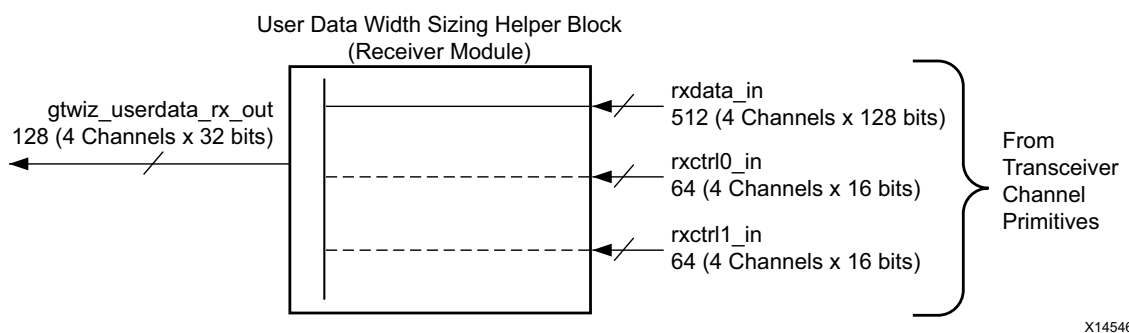 User Data Width Sizing Helper Block
(Receiver Module)
gtwiz_userdata_rx_out
128 (4 Channels x 32 bits)
rxdata_in
512 (4 Channels x 128 bits)
rxctrl0_in
64 (4 Channels x 16 bits)
rxctrl1_in
64 (4 Channels x 16 bits)
From
Transceiver
Channel
Primitives
X14546